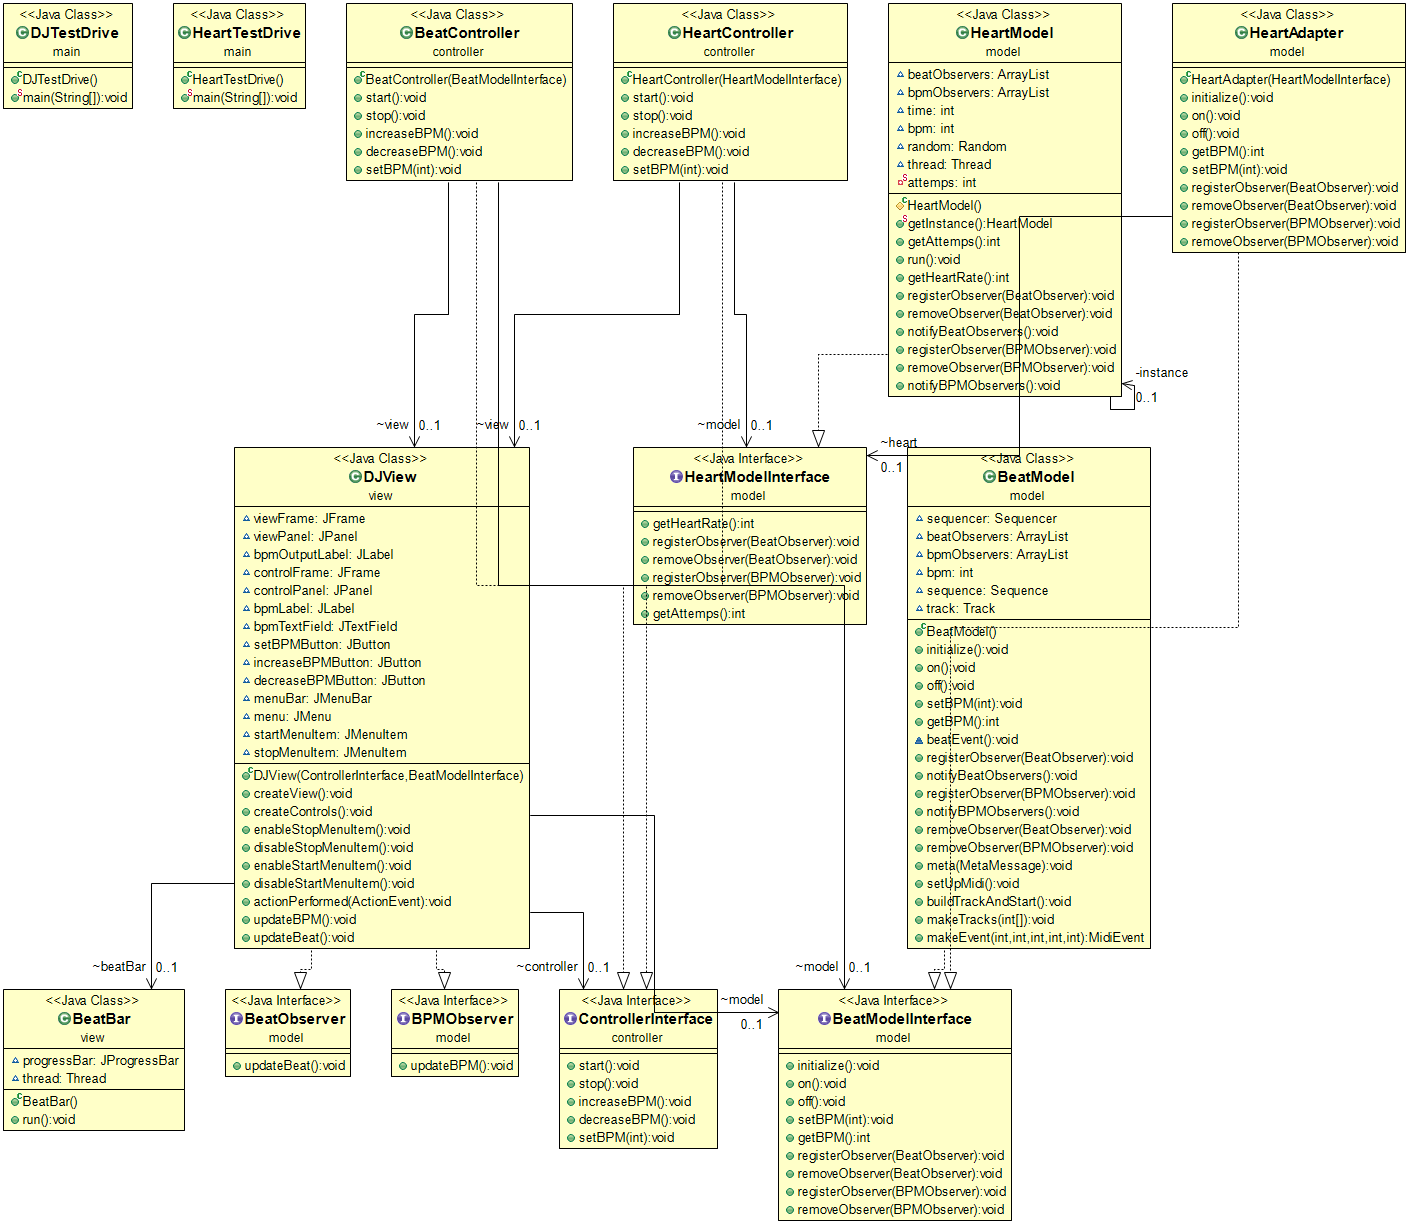 <<Java Class>>
DJTestDrive
main
DJTestDrive()
main(String[]):void
<<Java Class>>
HeartTestDrive
main
HeartTestDrive()
main(String[]):void
<<Java Class>>
BeatController
controller
BeatController(BeatModelInterface)
start():void
stop():void
increaseBPM():void
decreaseBPM():void
setBPM(int):void
<<Java Class>>
HeartController
controller
HeartController(HeartModelInterface)
start():void
stop():void
increaseBPM():void
decreaseBPM():void
setBPM(int):void
<<Java Class>>
HeartModel
model
beatObservers: ArrayList
bpmObservers: ArrayList
time: int
bpm: int
random: Random
thread: Thread
attemps: int
HeartModel()
getInstance():HeartModel
getAttemps():int
run():void
getHeartRate():int
registerObserver(BeatObserver):void
removeObserver(BeatObserver):void
notifyBeatObservers():void
registerObserver(BPMObserver):void
removeObserver(BPMObserver):void
notifyBPMObservers():void
<<Java Class>>
HeartAdapter
model
HeartAdapter(HeartModelInterface)
initialize():void
on():void
off():void
getBPM():int
setBPM(int):void
registerObserver(BeatObserver):void
removeObserver(BeatObserver):void
registerObserver(BPMObserver):void
removeObserver(BPMObserver):void
-instance
0..1
~view 0..1
~view 0..1
~model 0..1
~heart
0..1
<<Java Class>>
DJView
view
viewFrame: JFrame
viewPanel: JPanel
bpmOutputLabel: JLabel
controlFrame: JFrame
controlPanel: JPanel
bpmLabel: JLabel
bpmTextField: JTextField
setBPMButton: JButton
increaseBPMButton: JButton
decreaseBPMButton: JButton
menuBar: JMenuBar
menu: JMenu
startMenuItem: JMenuItem
stopMenuItem: JMenuItem
DJView(ControllerInterface,BeatModelInterface)
createView():void
createControls():void
enableStopMenuItem():void
disableStopMenuItem():void
enableStartMenuItem():void
disableStartMenuItem():void
actionPerformed(ActionEvent):void
updateBPM():void
updateBeat():void
<<Java Interface>>
HeartModelInterface
model
getHeartRate():int
registerObserver(BeatObserver):void
removeObserver(BeatObserver):void
registerObserver(BPMObserver):void
removeObserver(BPMObserver):void
getAttemps():int
<<Java Class>>
BeatModel
model
sequencer: Sequencer
beatObservers: ArrayList
bpmObservers: ArrayList
bpm: int
sequence: Sequence
track: Track
BeatModel()
initialize():void
on():void
off():void
setBPM(int):void
getBPM():int
beatEvent():void
registerObserver(BeatObserver):void
notifyBeatObservers():void
registerObserver(BPMObserver):void
notifyBPMObservers():void
removeObserver(BeatObserver):void
removeObserver(BPMObserver):void
meta(MetaMessage):void
setUpMidi():void
buildTrackAndStart():void
makeTracks(int[]):void
makeEvent(int,int,int,int,int):MidiEvent
~beatBar 0..1
~controller 0..1
~model 0..1
~model
0..1
<<Java Class>>
BeatBar
view
progressBar: JProgressBar
thread: Thread
BeatBar()
run():void
<<Java Interface>>
BeatObserver
model
updateBeat():void
<<Java Interface>>
BPMObserver
model
updateBPM():void
<<Java Interface>>
ControllerInterface
controller
start():void
stop():void
increaseBPM():void
decreaseBPM():void
setBPM(int):void
<<Java Interface>>
BeatModelInterface
model
initialize():void
on():void
off():void
setBPM(int):void
getBPM():int
registerObserver(BeatObserver):void
removeObserver(BeatObserver):void
registerObserver(BPMObserver):void
removeObserver(BPMObserver):void